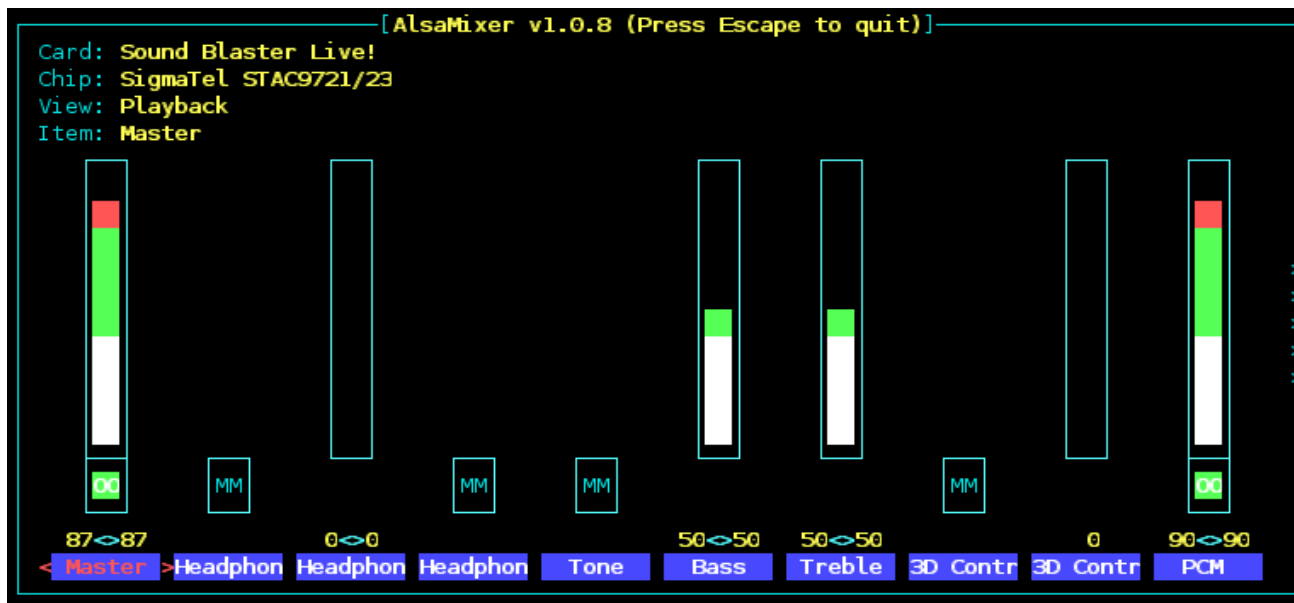 [AlsaMixer v1.0.8 (Press Escape to quit)]
Card: Sound Blaster Live!
Chip: SigmaTel STAC9721/23
View: Playback
Item: Master
OO MM MM MM MM OO
87<>87 0<>0 50<>50 50<>50 0 90<>90
< Master >Headphon Headphon Headphon Tone Bass Treble 3D Contr 3D Contr PCM